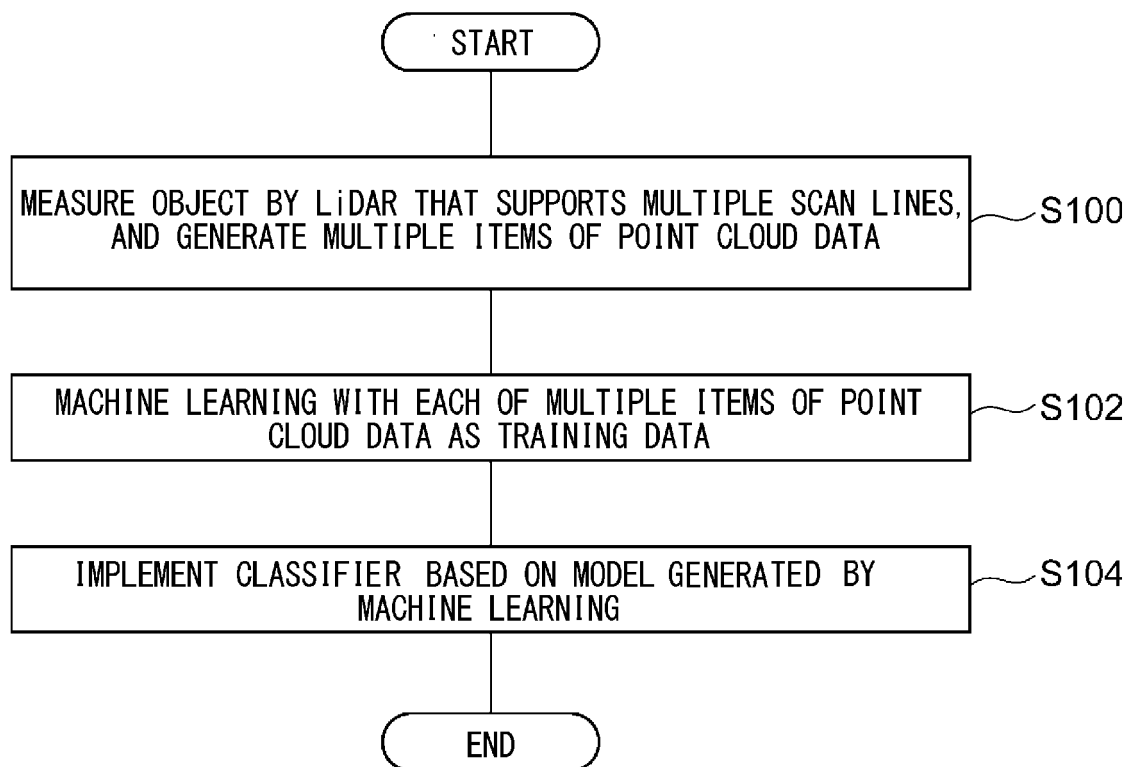 START
MEASURE OBJECT BY LiDAR THAT SUPPORTS MULTIPLE SCAN LINES,
AND GENERATE MULTIPLE ITEMS OF POINT CLOUD DATA
S100
MACHINE LEARNING WITH EACH OF MULTIPLE ITEMS OF POINT
CLOUD DATA AS TRAINING DATA
S102
IMPLEMENT CLASSIFIER BASED ON MODEL GENERATED BY
MACHINE LEARNING
S104
END